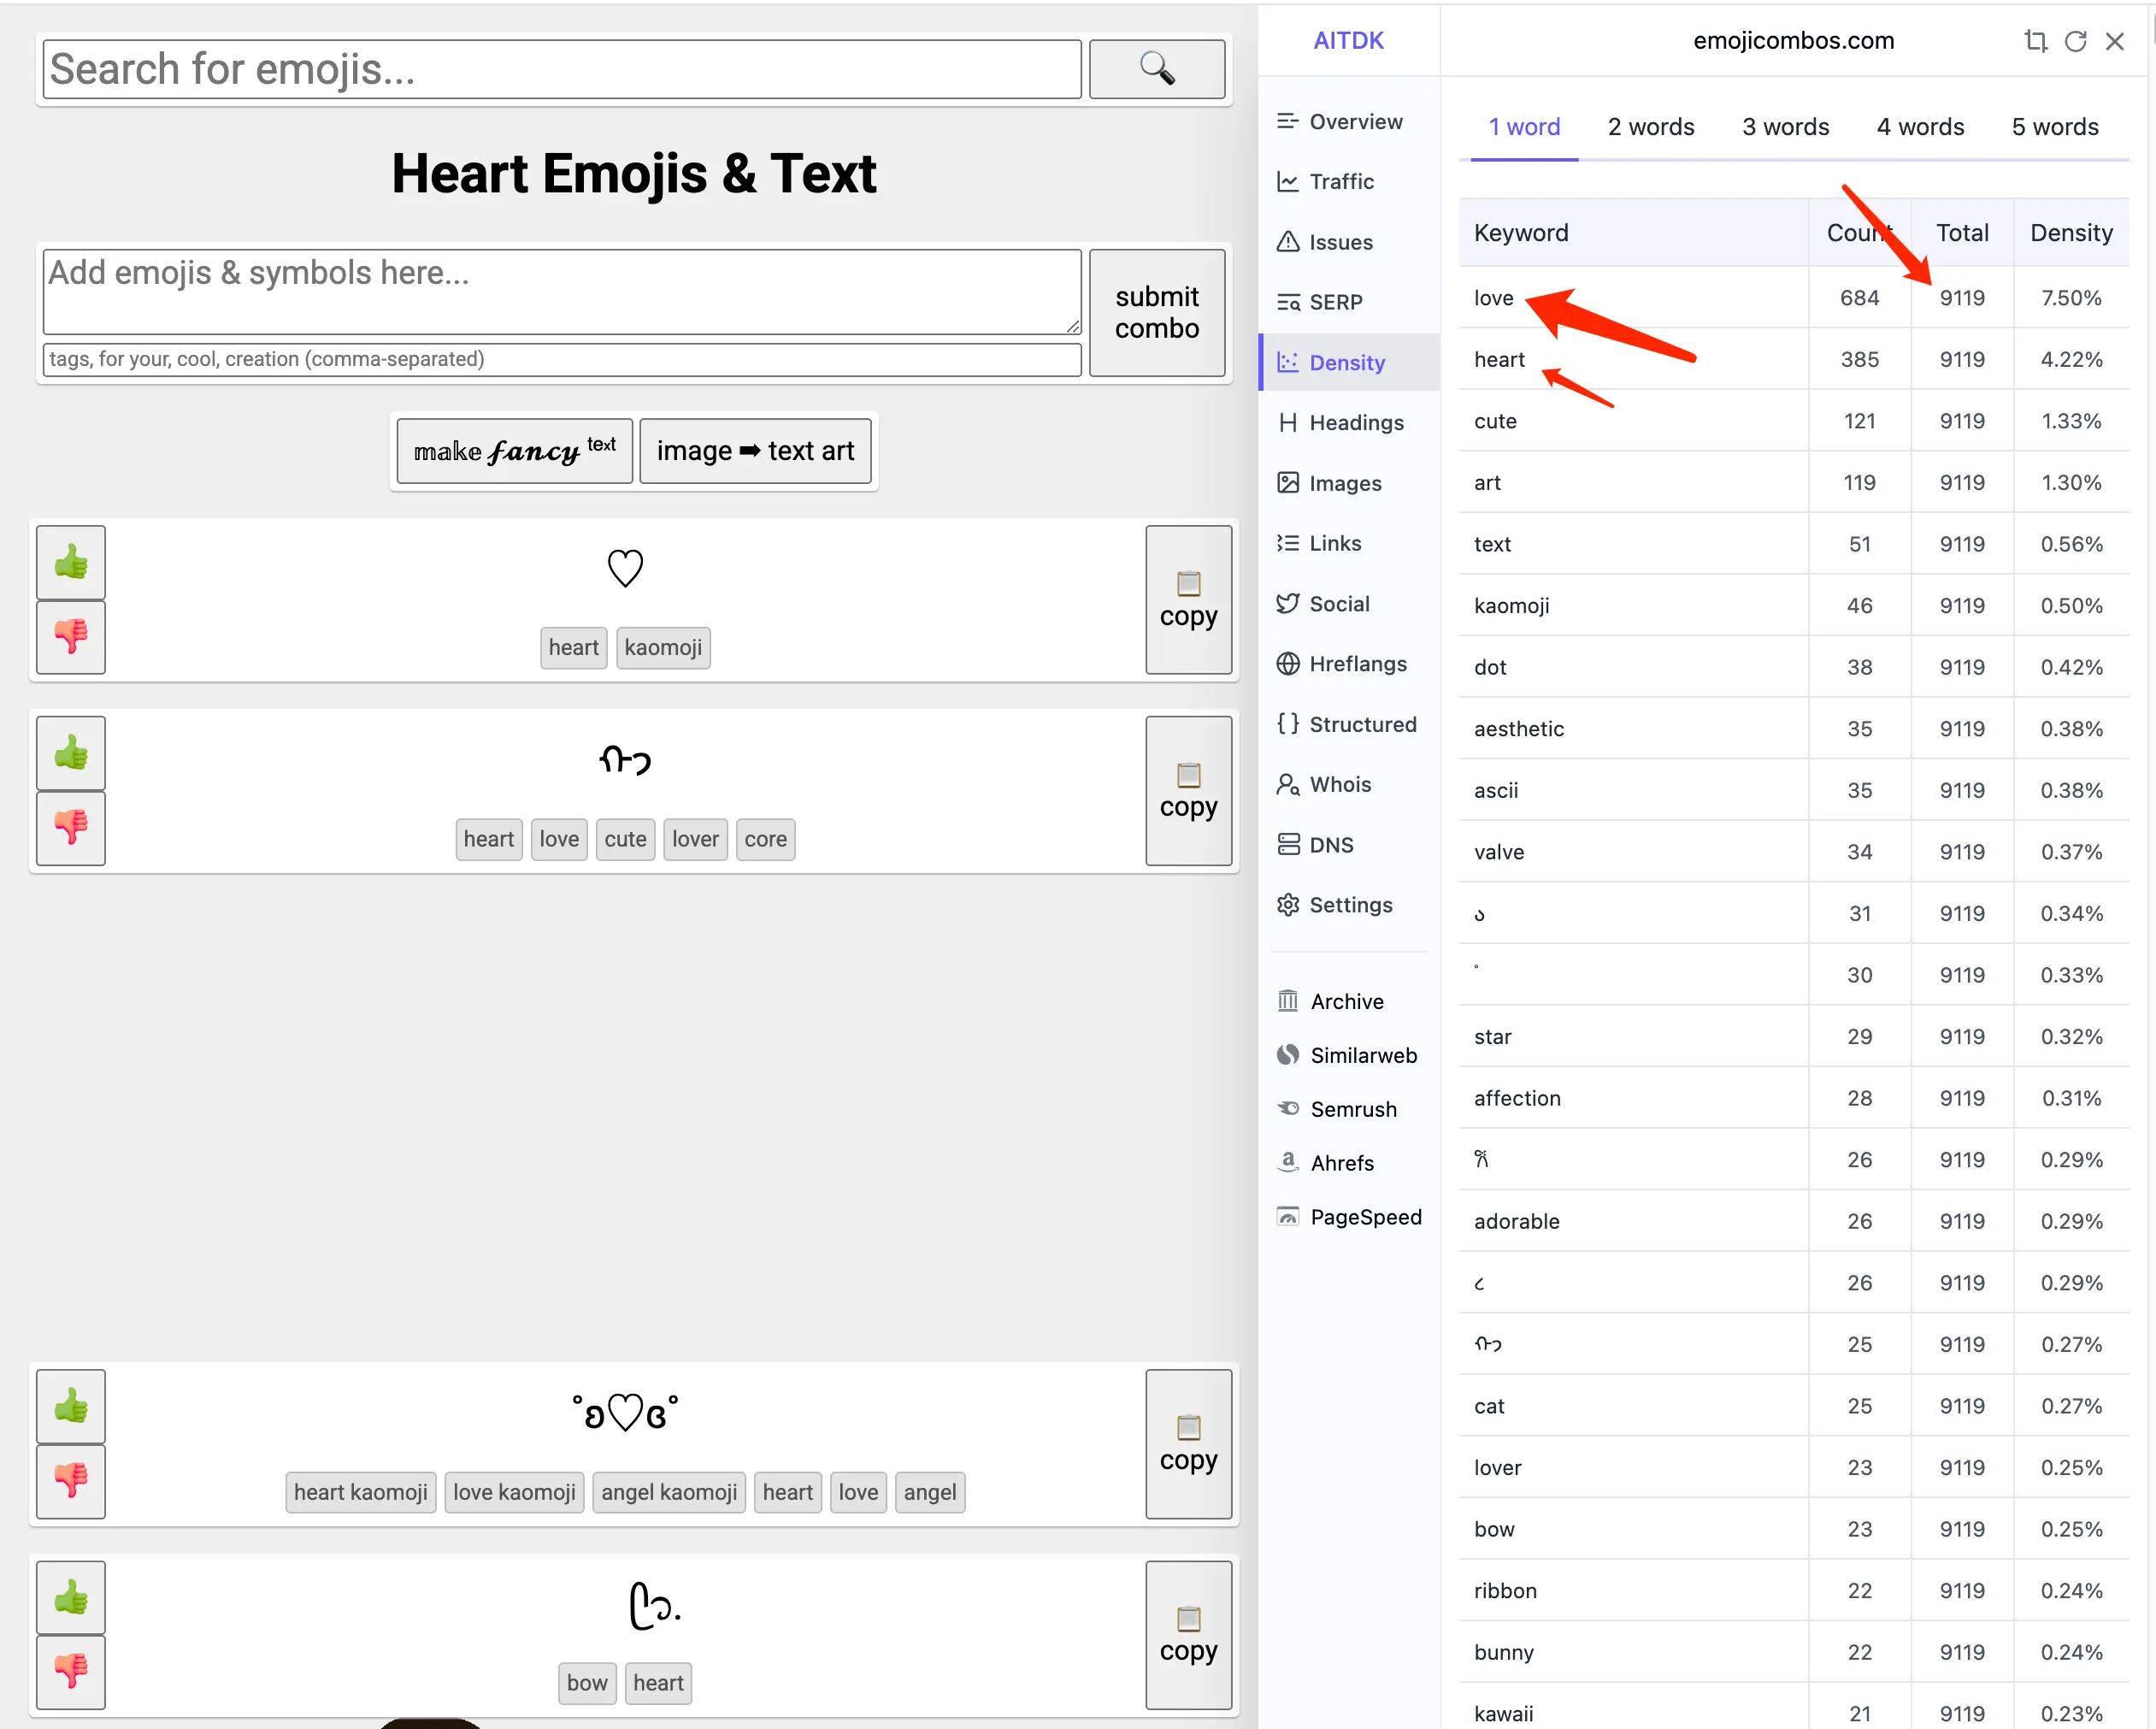 Search for emojis...
Heart Emojis & Text
Add emojis & symbols here...
submit
combo
tags, for your, cool, creation (comma-separated)
𝕞𝕒𝕜𝕖 𝓯𝓪𝓷𝓬𝔂 ᵗᵉˣᵗ
image ➡ text art
♡
copy
heart kaomoji
copy
heart love cute lover core
˚ʚ♡ɞ˚
copy
heart kaomoji love kaomoji angel kaomoji heart love angel
copy
bow heart
AITDK
emojicombos.com
Overview
Traffic
Issues
SERP
Density
Headings
Images
Links
Social
Hreflangs
Structured
Whois
DNS
Settings
Archive
Similarweb
Semrush
Ahrefs
PageSpeed
1 word 2 words 3 words 4 words 5 words
Keyword Count Total Density
love 684 9119 7.50%
heart 385 9119 4.22%
cute 121 9119 1.33%
art 119 9119 1.30%
text 51 9119 0.56%
kaomoji 46 9119 0.50%
dot 38 9119 0.42%
aesthetic 35 9119 0.38%
ascii 35 9119 0.38%
valve 34 9119 0.37%
31 9119 0.34%
30 9119 0.33%
star 29 9119 0.32%
affection 28 9119 0.31%
26 9119 0.29%
adorable 26 9119 0.29%
26 9119 0.29%
25 9119 0.27%
cat 25 9119 0.27%
lover 23 9119 0.25%
bow 23 9119 0.25%
ribbon 22 9119 0.24%
bunny 22 9119 0.24%
kawaii 21 9119 0.23%